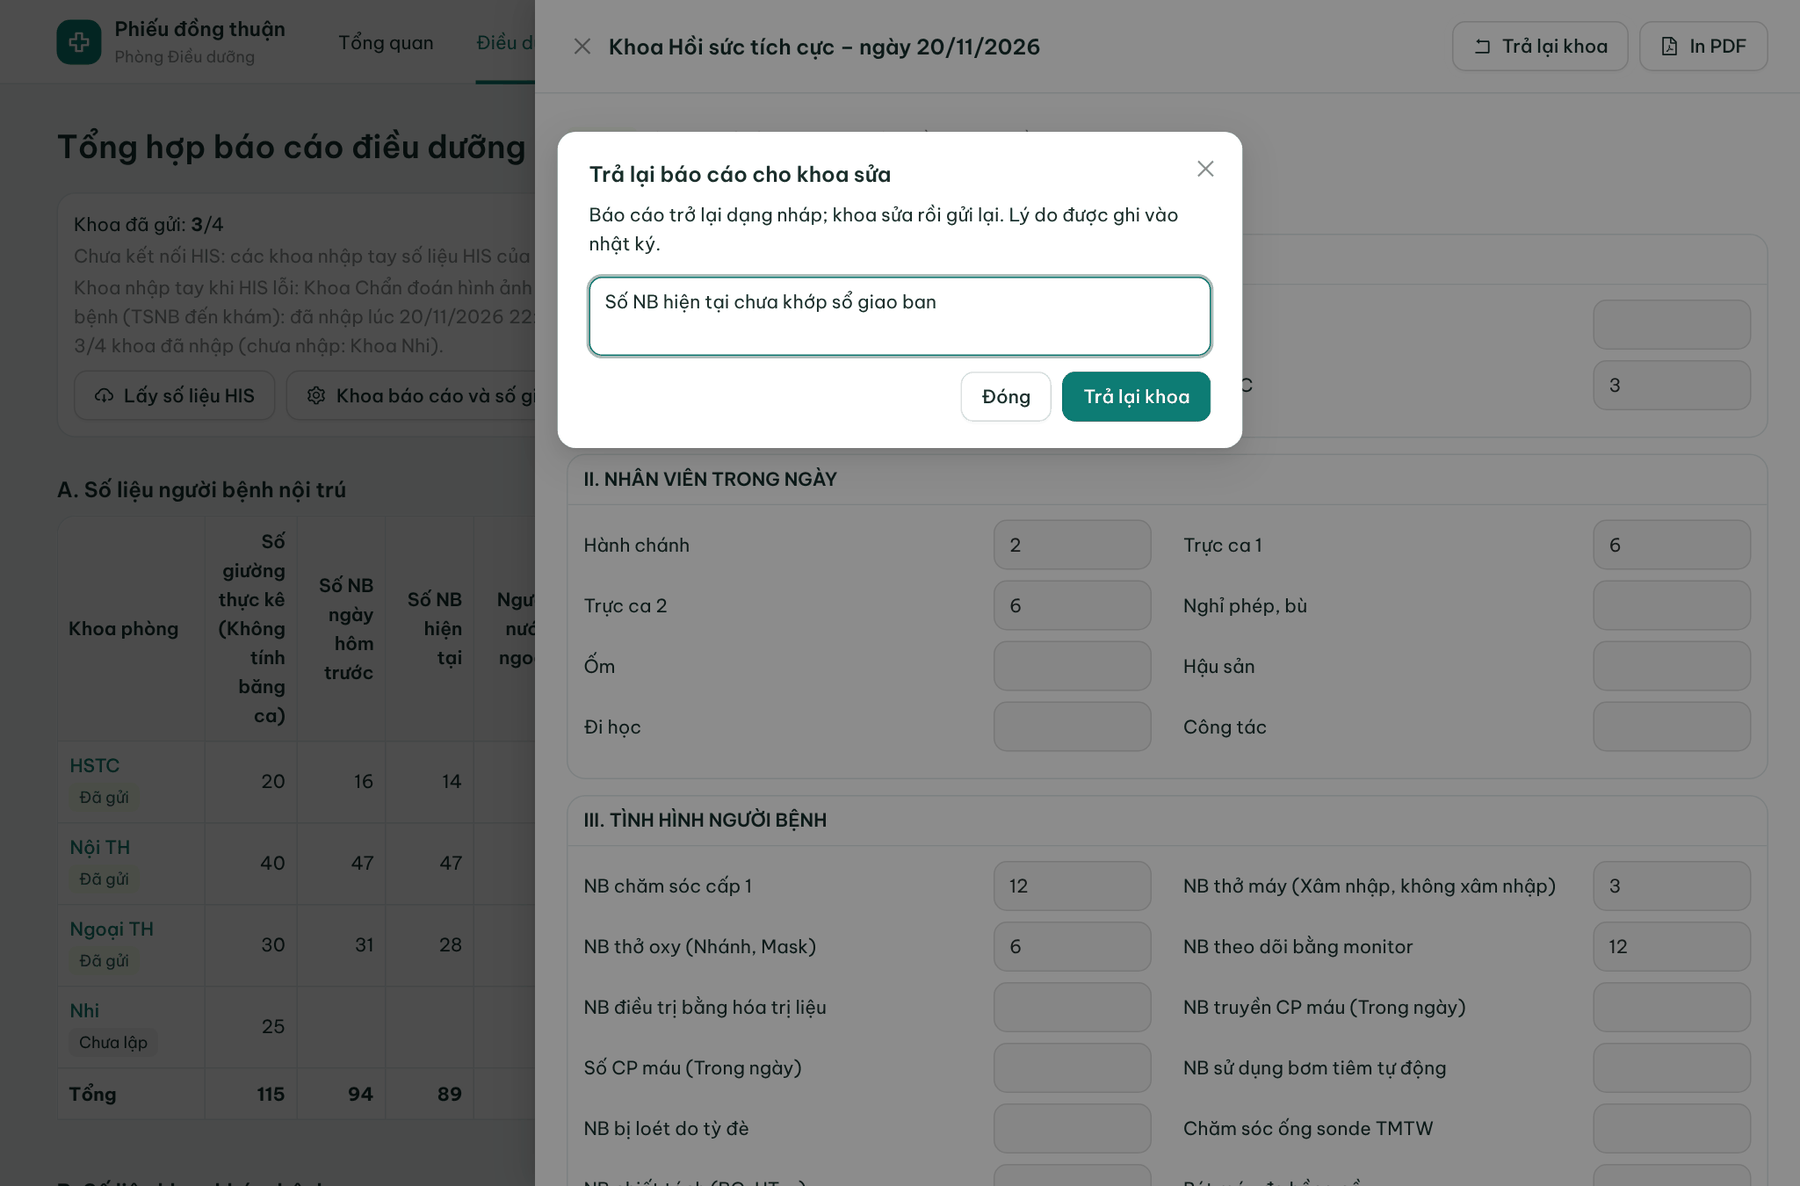 Phiếu đồng thuận
Phòng Điều dưỡng
Tổng quan
Điều d
Khoa Hồi sức tích cực – ngày 20/11/2026
Trả lại khoa
In PDF
Tổng hợp báo cáo điều dưỡng
Khoa đã gửi: 3/4
Chưa kết nối HIS: các khoa nhập tay số liệu HIS của
Khoa nhập tay khi HIS lỗi: Khoa Chẩn đoán hình ảnh
bệnh (TSNB đến khám): đã nhập lúc 20/11/2026 22:
3/4 khoa đã nhập (chưa nhập: Khoa Nhi).
Lấy số liệu HIS
Khoa báo cáo và số gi
Trả lại báo cáo cho khoa sửa
Báo cáo trở lại dạng nháp; khoa sửa rồi gửi lại. Lý do được ghi vào
nhật ký.
Số NB hiện tại chưa khớp sổ giao ban
Đóng
Trả lại khoa
C
3
A. Số liệu người bệnh nội trú
Khoa phòng
Số
giường
thực kê
(Không
tính
băng
ca)
Số NB
ngày
hôm
trước
Số NB
hiện
tại
Ngư
nướ
ngo
HSTC
Đã gửi
20 16 14
Nội TH
Đã gửi
40 47 47
Ngoại TH
Đã gửi
30 31 28
Nhi
Chưa lập
25
Tổng 115 94 89
II. NHÂN VIÊN TRONG NGÀY
Hành chánh 2 Trực ca 1 6
Trực ca 2 6 Nghỉ phép, bù
Ốm Hậu sản
Đi học Công tác
III. TÌNH HÌNH NGƯỜI BỆNH
NB chăm sóc cấp 1 12 NB thở máy (Xâm nhập, không xâm nhập) 3
NB thở oxy (Nhánh, Mask) 6 NB theo dõi bằng monitor 12
NB điều trị bằng hóa trị liệu NB truyền CP máu (Trong ngày)
Số CP máu (Trong ngày) NB sử dụng bơm tiêm tự động
NB bị loét do tỳ đè Chăm sóc ống sonde TMTW